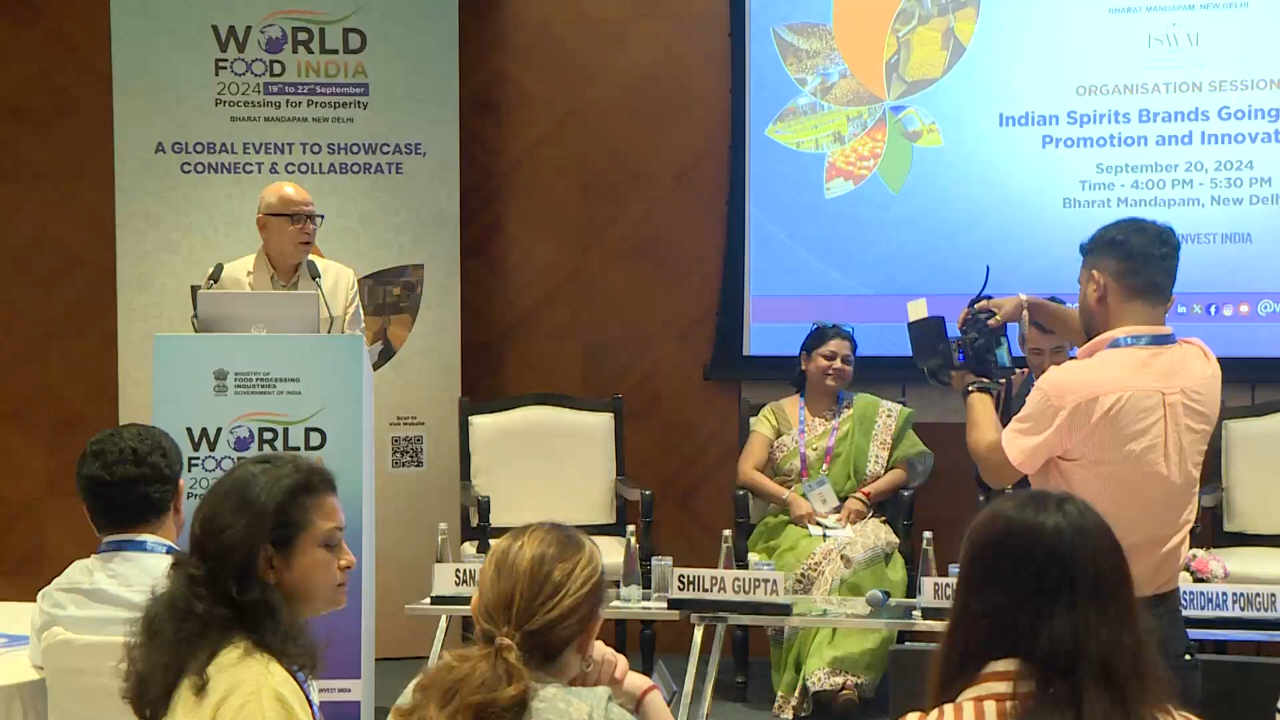 WORLD
FOOD INDIA
2024 19th to 22nd September
Processing for Prosperity
BHARAT MANDAPAM, NEW DELHI
A GLOBAL EVENT TO SHOWCASE,
CONNECT & COLLABORATE
MINISTRY OF
FOOD PROCESSING
INDUSTRIES
GOVERNMENT OF INDIA
WORLD
Scan to
Visit Website
INVEST INDIA
BHARAT MANDAPAM, NEW DELHI
ISWAI
ORGANISATION SESSION
Indian Spirits Brands Going
Promotion and
September 20, 2024
Time - 4:00 PM - 5:30 PM
Bharat Mandapam, New
INVEST INDIA
SHILPA GUPTA
SRIDHAR PONGUR